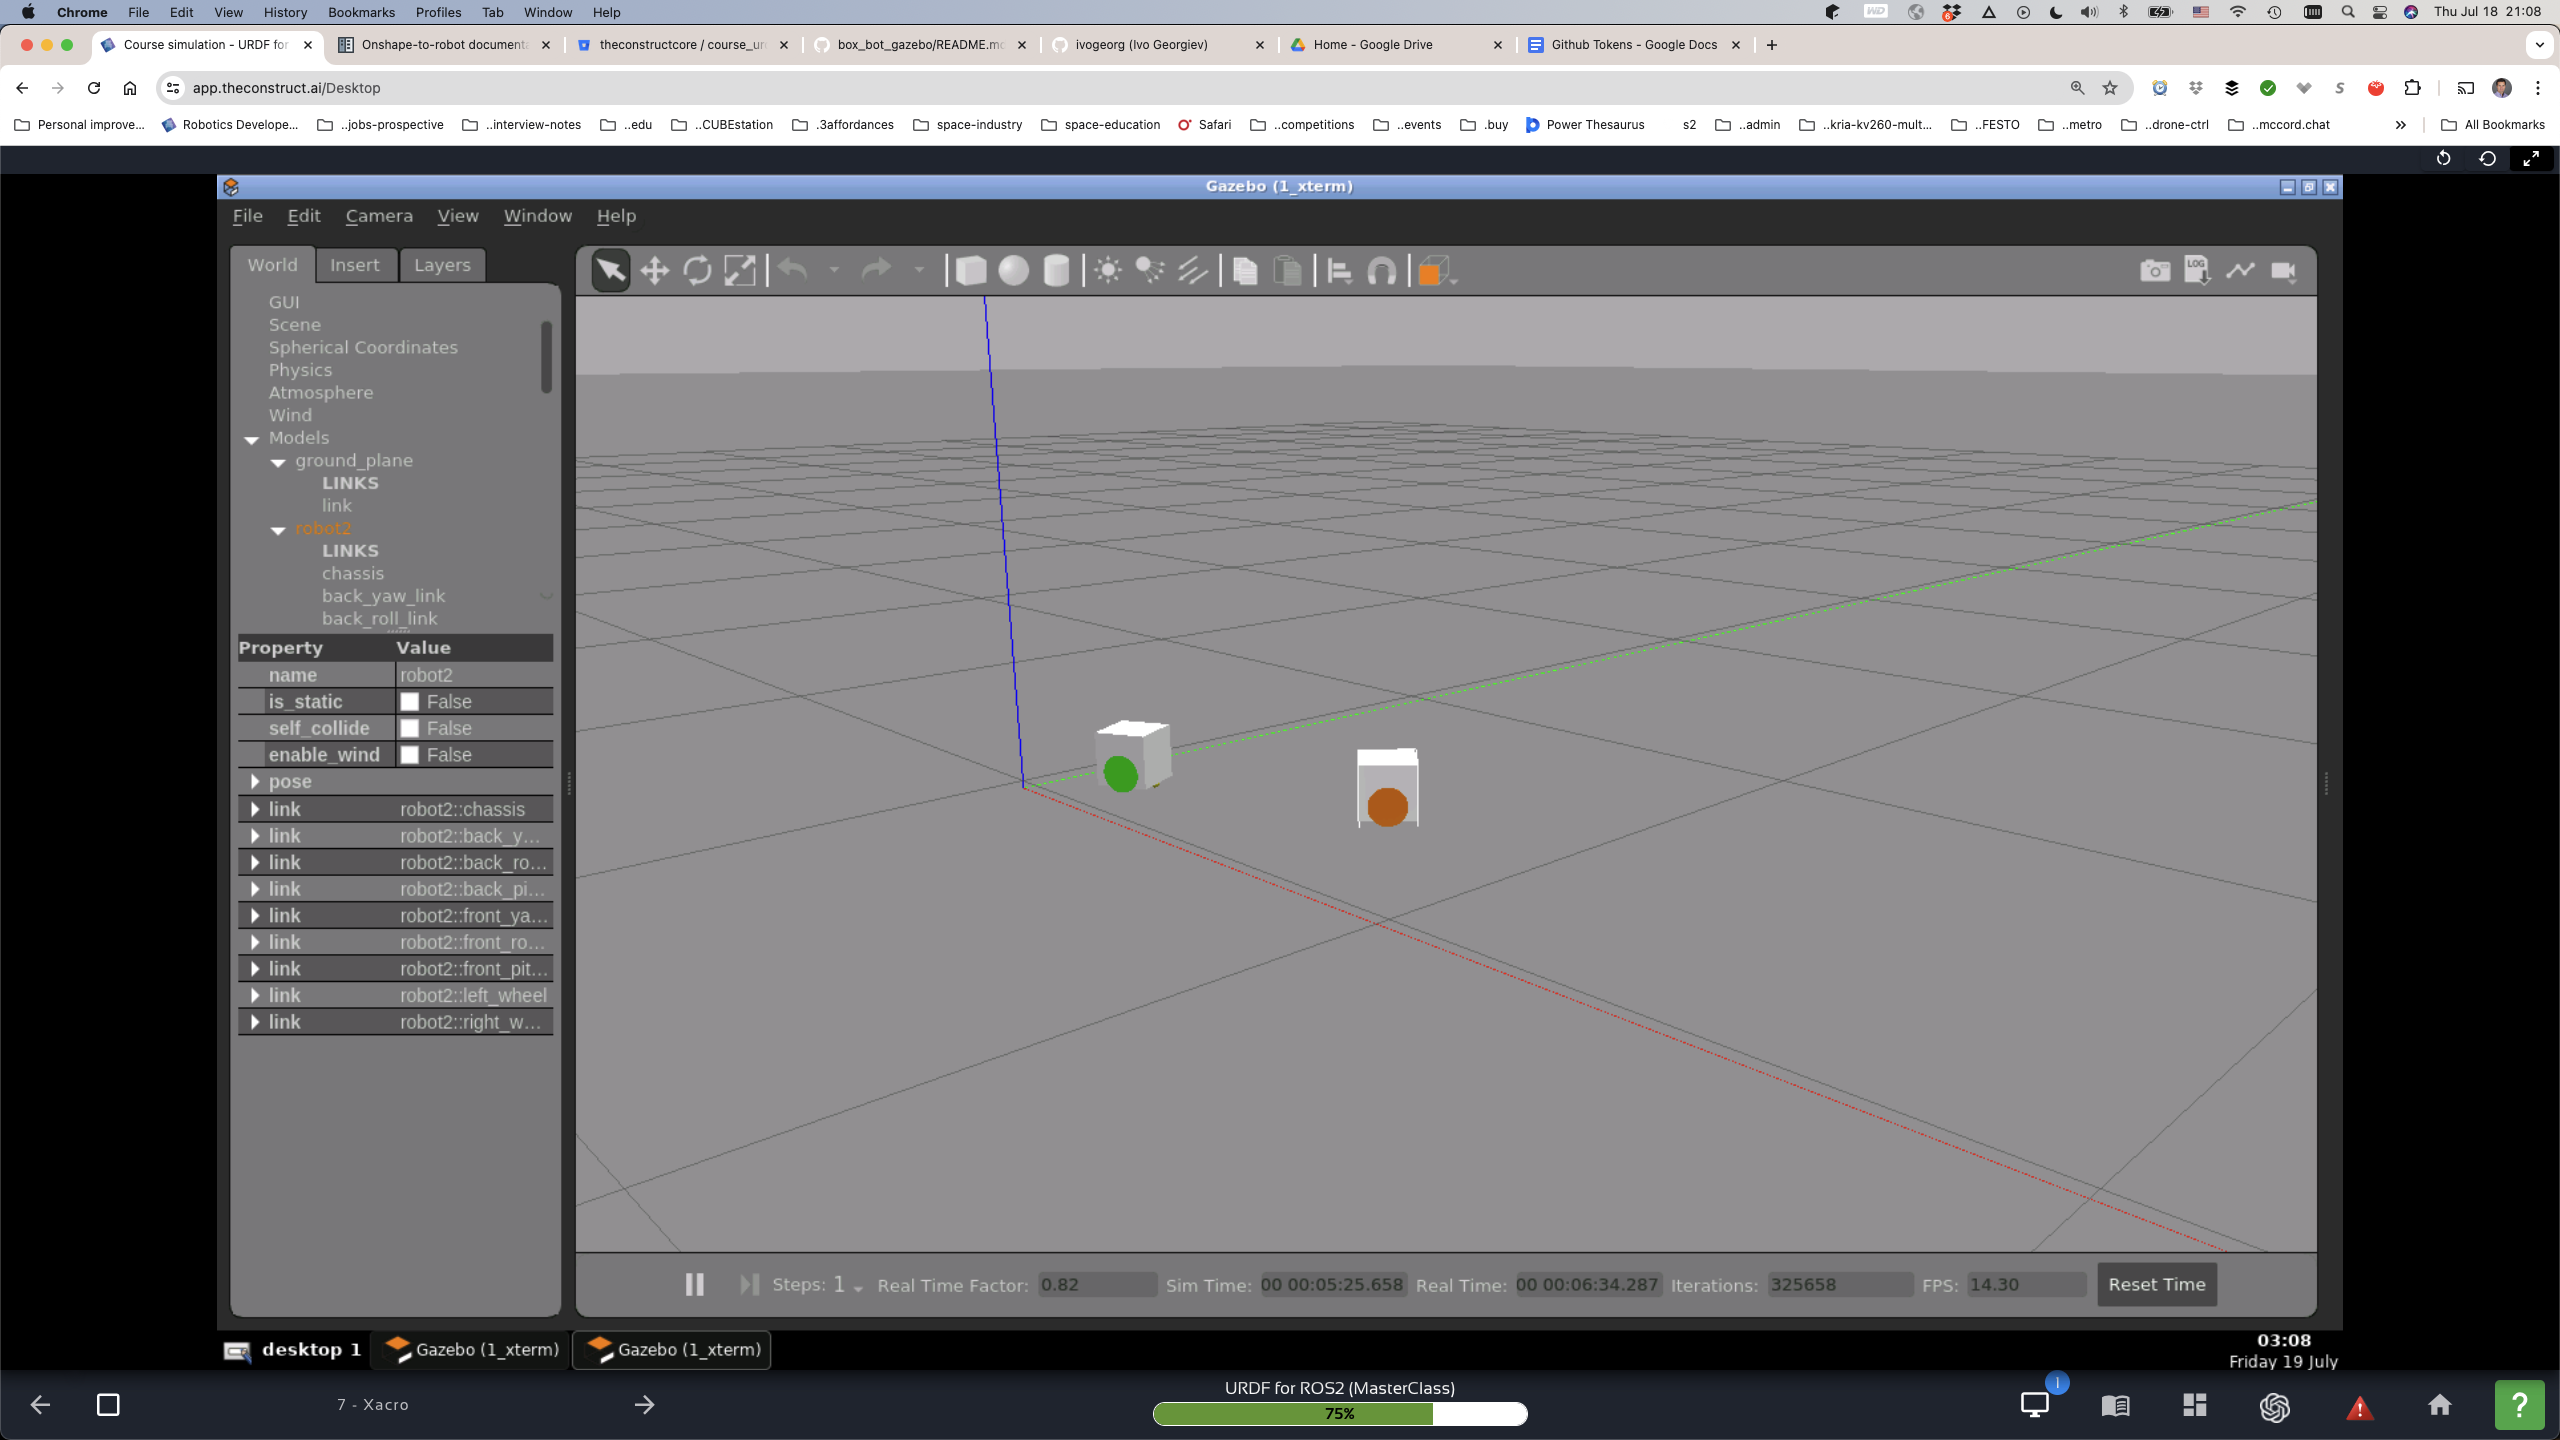 Chrome File Edit View History Bookmarks Profiles Tab Window Help Thu Jul 18 21:08
Course simulation - URDF for Onshape-to-robot document theconstructcore / course_ur box_bot_gazebo/README.mc ivogeorg (Ivo Georgiev) Home - Google Drive Github Tokens - Google Docs
app.theconstruct.ai/Desktop
Personal improve... Robotics Develope... ..jobs-prospective ..interview-notes ..edu ..CUBEstation .3affordances space-industry space-education Safari ..competitions ..events .buy Power Thesaurus s2 ..admin ..kria-kv260-mult... ..FESTO ..metro ..drone-ctrl ..mccord.chat » All Bookmarks
Gazebo (1_xterm)
File Edit Camera View Window Help
World Insert Layers
LOG
GUI
Scene
Spherical Coordinates
Physics
Atmosphere
Wind
Models
ground_plane
LINKS
link
robot2
LINKS
chassis
back_yaw_link
back_roll_link
Property Value
name robot2
is_static False
self_collide False
enable_wind False
pose
link robot2::chassis
link robot2::back_y...
link robot2::back_ro...
link robot2::back_pi...
link robot2::front_ya...
link robot2::front_ro...
link robot2::front_pit...
link robot2::left_wheel
link robot2::right_w...
Steps: 1 Real Time Factor: 0.82 Sim Time: 00 00:05:25.658 Real Time: 00 00:06:34.287 Iterations: 325658 FPS: 14.30 Reset Time
desktop 1 Gazebo (1_xterm) Gazebo (1_xterm) 03:08
Friday 19 July
7 - Xacro
URDF for ROS2 (MasterClass)
75%
?